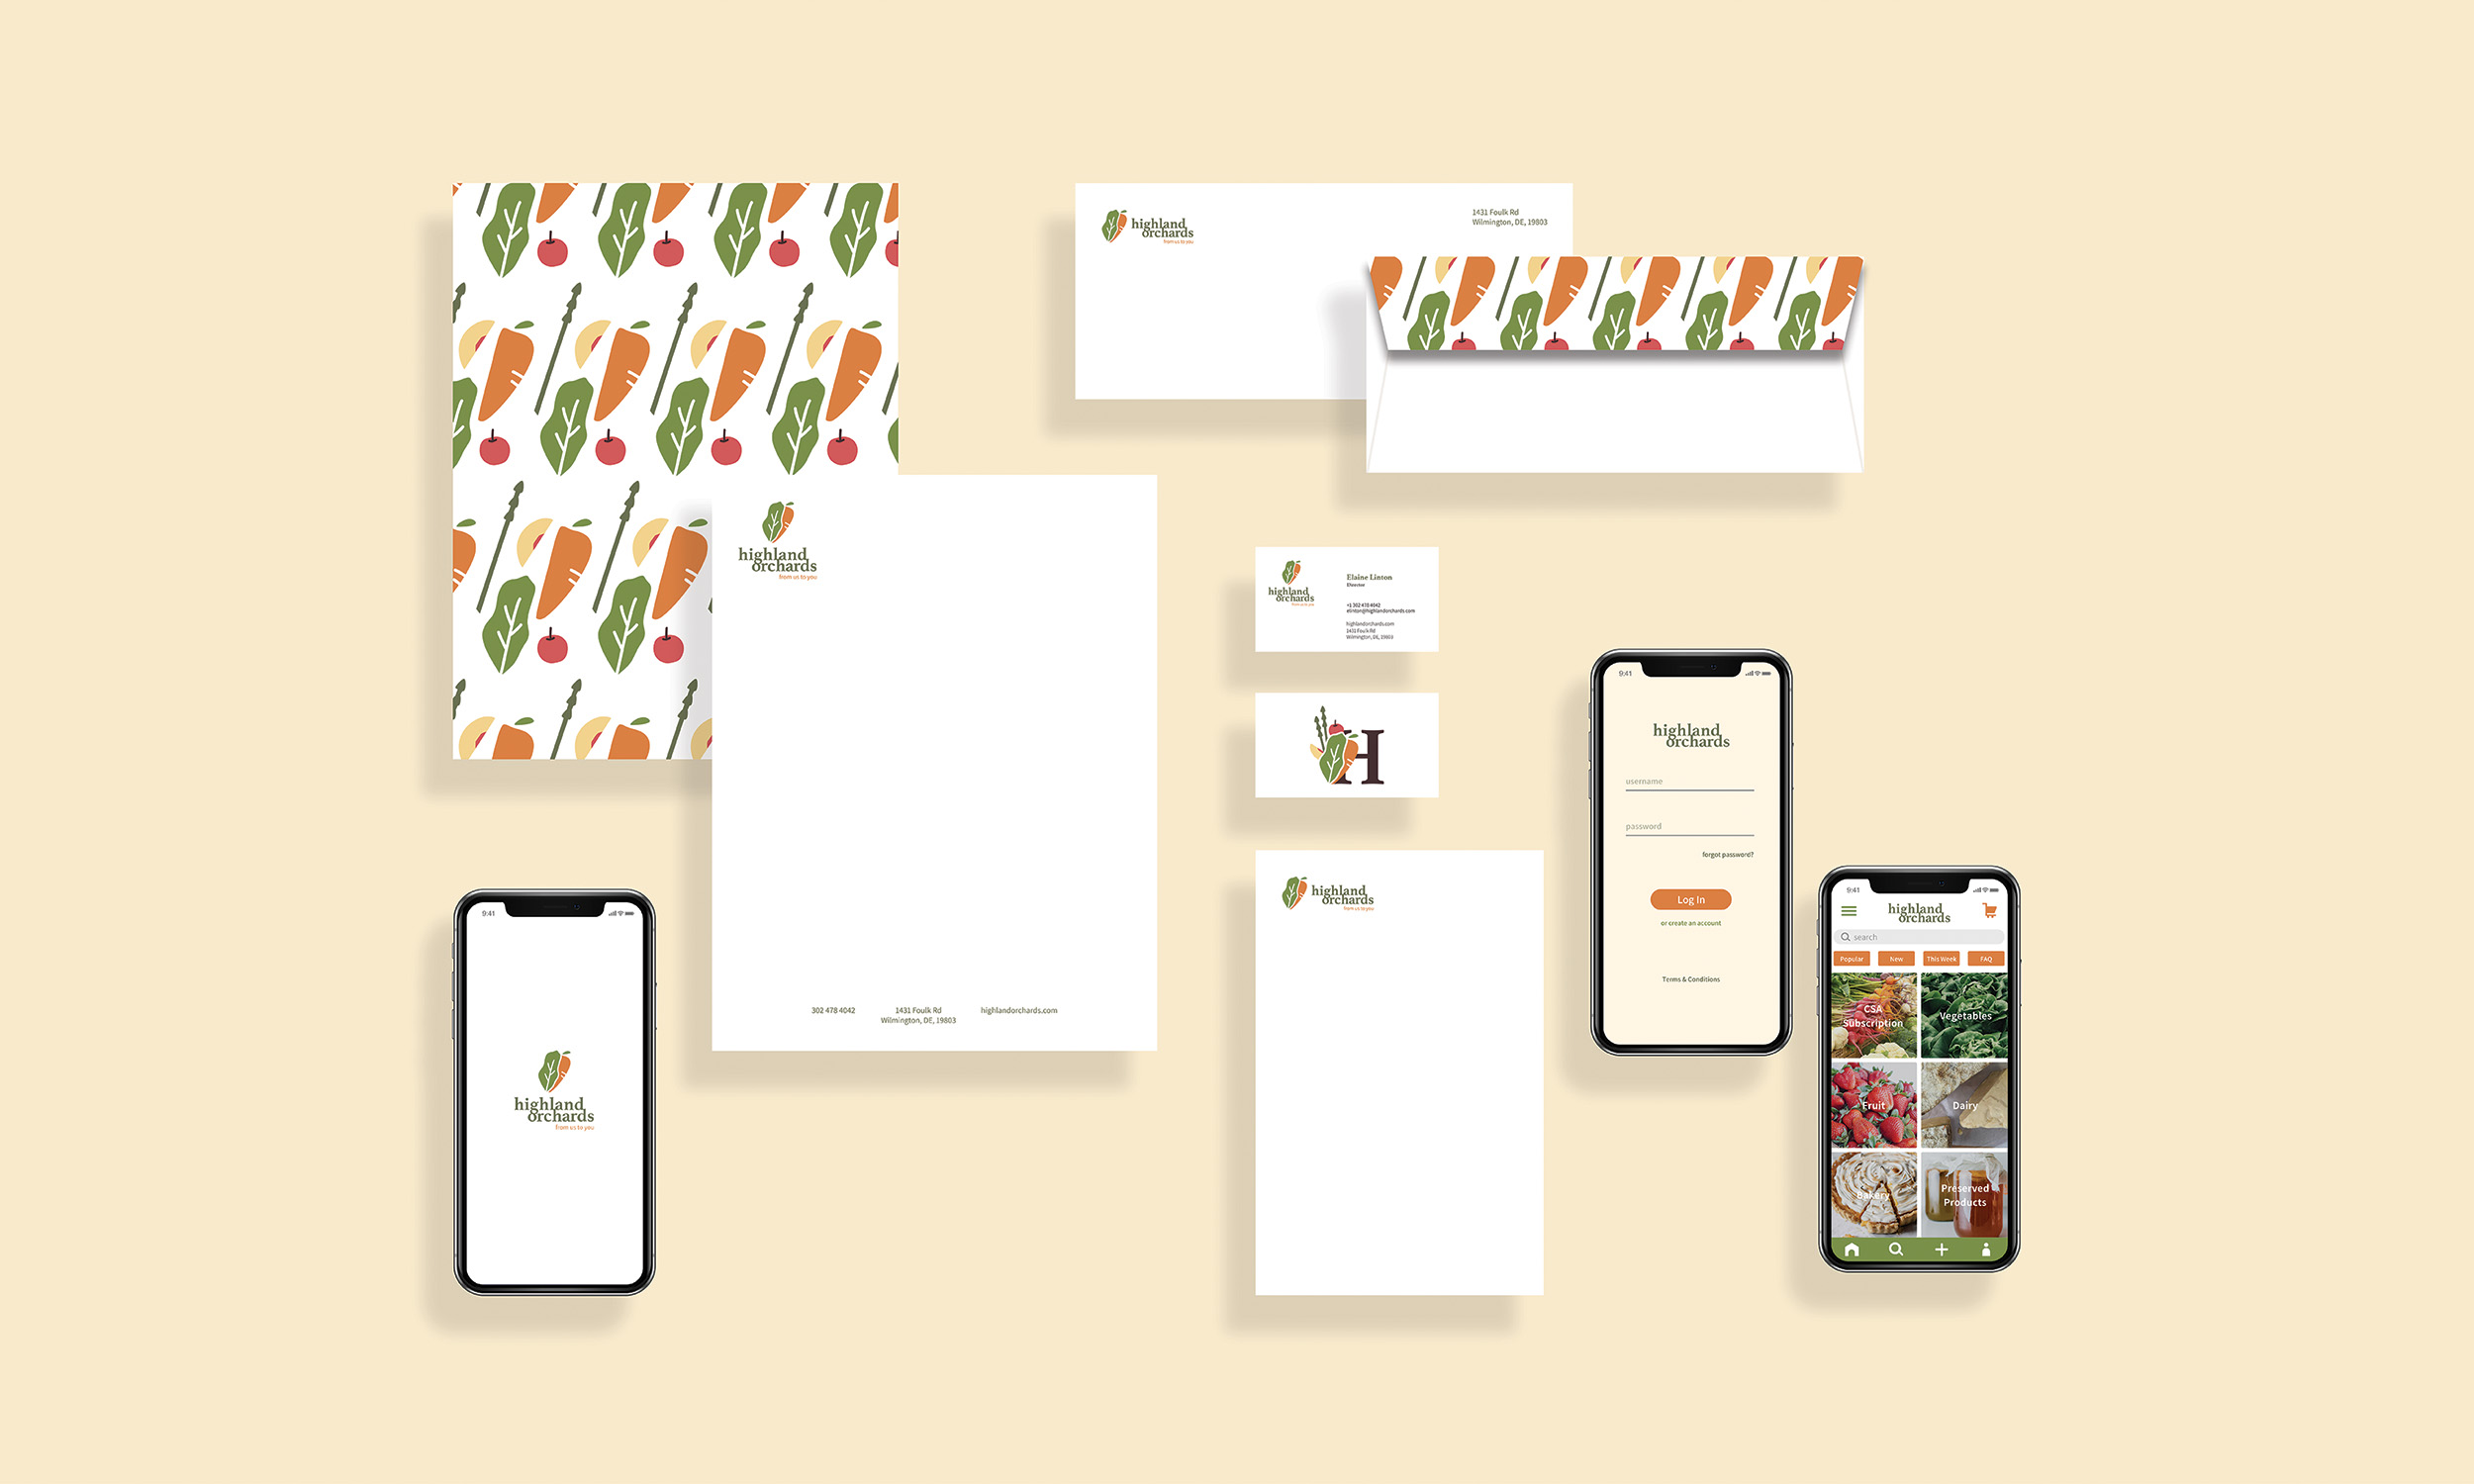 highland
orchards
from us to you
1431 Foulk Rd
Wilmington, DE, 19803
highland
orchards
from us to you
302 478 4042
1431 Foulk Rd
Wilmington, DE, 19803
highlandorchards.com
highland
orchards
from us to you
Elaine Linton
Director
+1 302 478 4042
elinton@highlandorchards.com
highlandorchards.com
1431 Foulk Rd
Wilmington, DE, 19803
H
highland
orchards
from us to you
9:41
highland
orchards
from us to you
9:41
highland
orchards
username
password
forgot password?
Log In
or create an account
Terms & Conditions
9:41
highland
orchards
search
Popular
New
This Week
FAQ
CSA
Subscription
Vegetables
Fruit
Dairy
Bakery
Preserved
Products